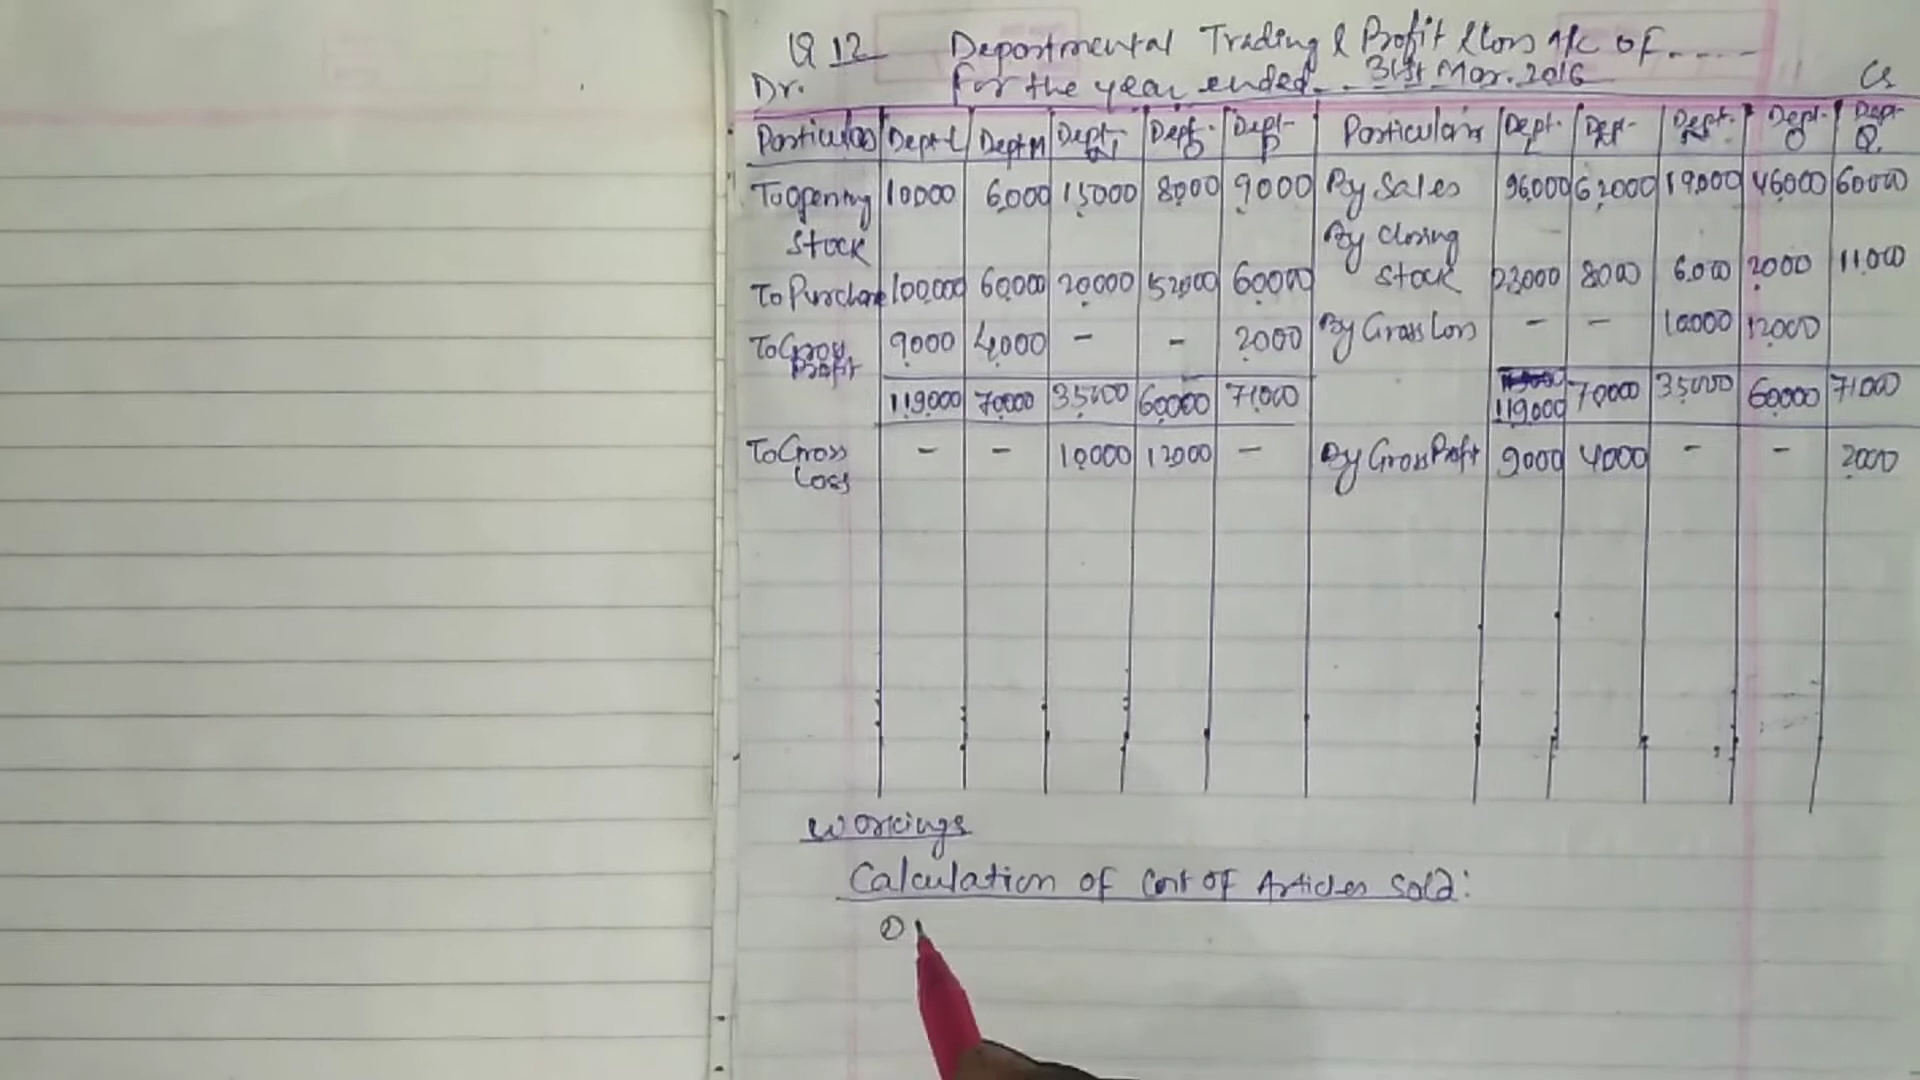 Q 12 Departmental Trading & Profit & loss A/c of.....
Dr. For the year ended... 31st Mar. 2016 Cr
Particulars Dept L Dept M Dept N Dept. O Dept P Particulars Dept. L Dept M Dept. N Dept. O Dept Q.
To opening 10000 6000 15000 8000 9000 By Sales 96000 62000 19000 46000 60000
Stock By Closing
To Purchase 100000 60000 20000 52000 60000 Stock 23000 8000 6000 2000 11000
To Gross 9000 4000 - - 2000 By Gross Loss - - 10000 12000
Profit
119000 70000 35000 60000 71000 119000 70000 35000 60000 71000
To Gross - - 10000 12000 - By Gross Profit 9000 4000 - - 2000
Loss
Workings
Calculation of Cost of Articles Sold: